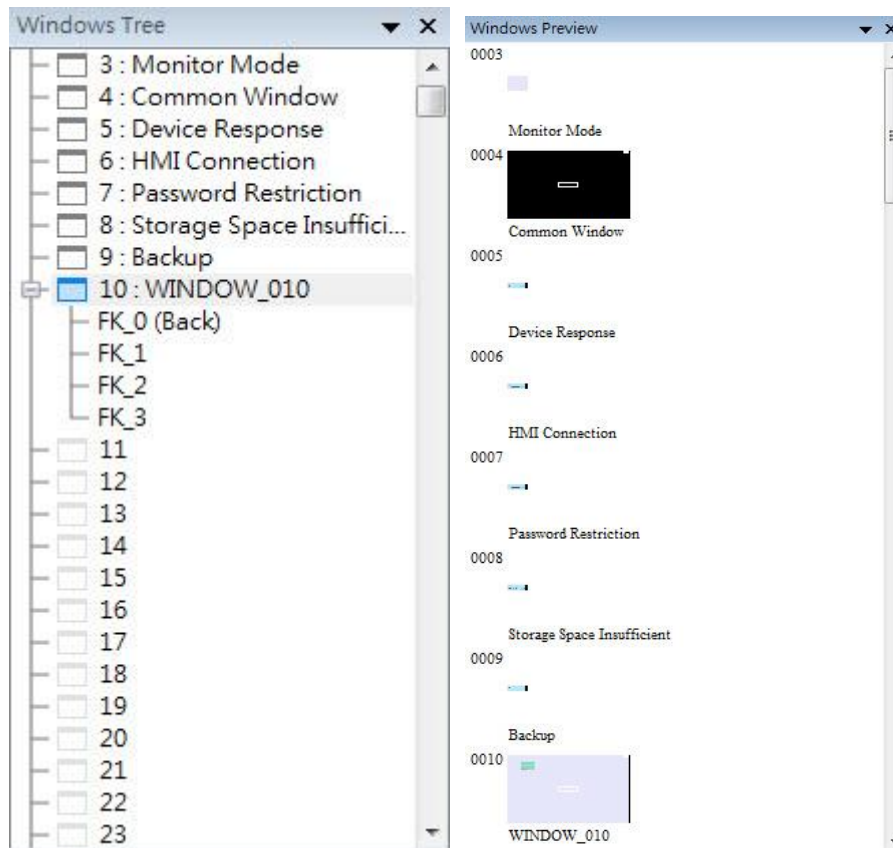 Windows Tree
3 : Monitor Mode
4 : Common Window
5 : Device Response
6 : HMI Connection
7 : Password Restriction
8 : Storage Space Insuffici...
9 : Backup
10 : WINDOW_010
FK_0 (Back)
FK_1
FK_2
FK_3
11
12
13
14
15
16
17
18
19
20
21
22
23
Windows Preview
0003
Monitor Mode
0004
Common Window
0005
Device Response
0006
HMI Connection
0007
Password Restriction
0008
Storage Space Insufficient
0009
Backup
0010
WINDOW_010